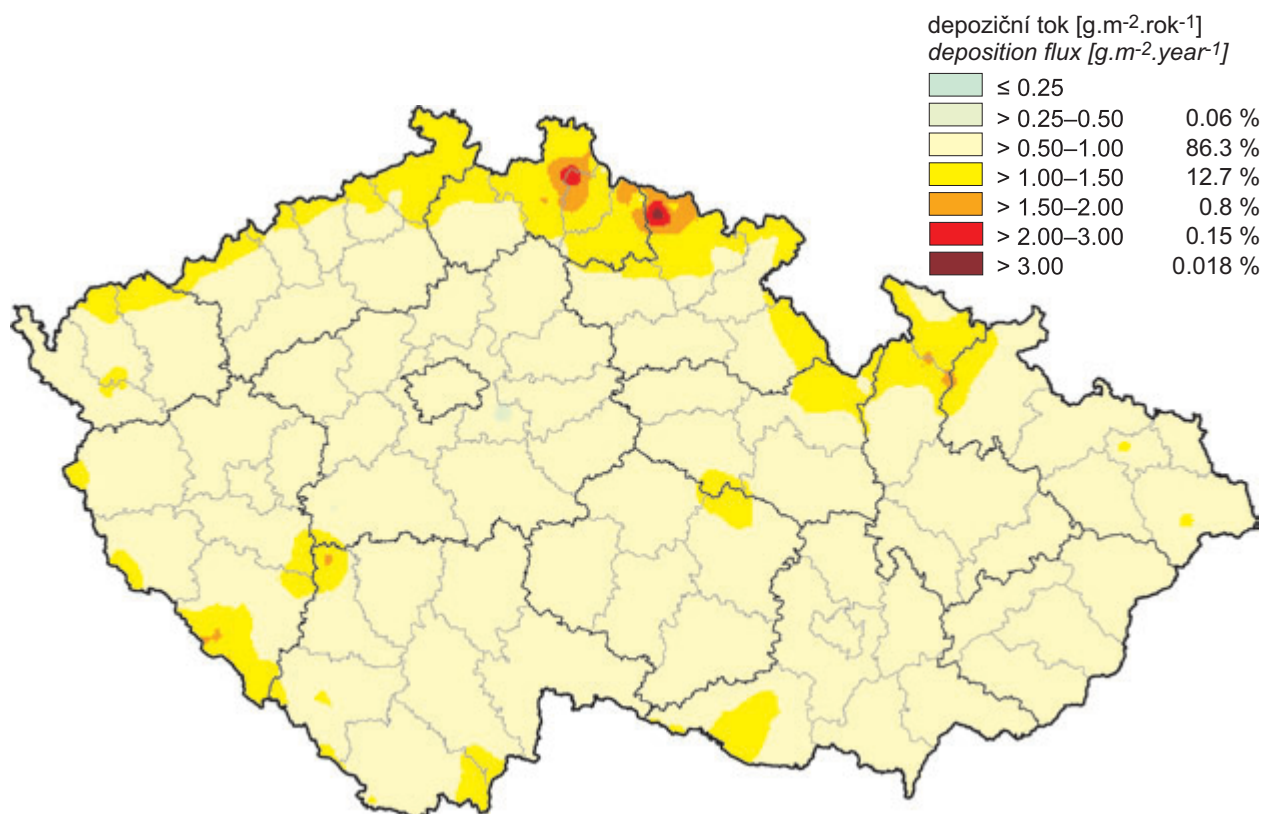 depoziční tok [g.m-2.rok-1]
deposition flux [g.m-2.year-1]
≤ 0.25
> 0.25–0.50 0.06 %
> 0.50–1.00 86.3 %
> 1.00–1.50 12.7 %
> 1.50–2.00 0.8 %
> 2.00–3.00 0.15 %
> 3.00 0.018 %